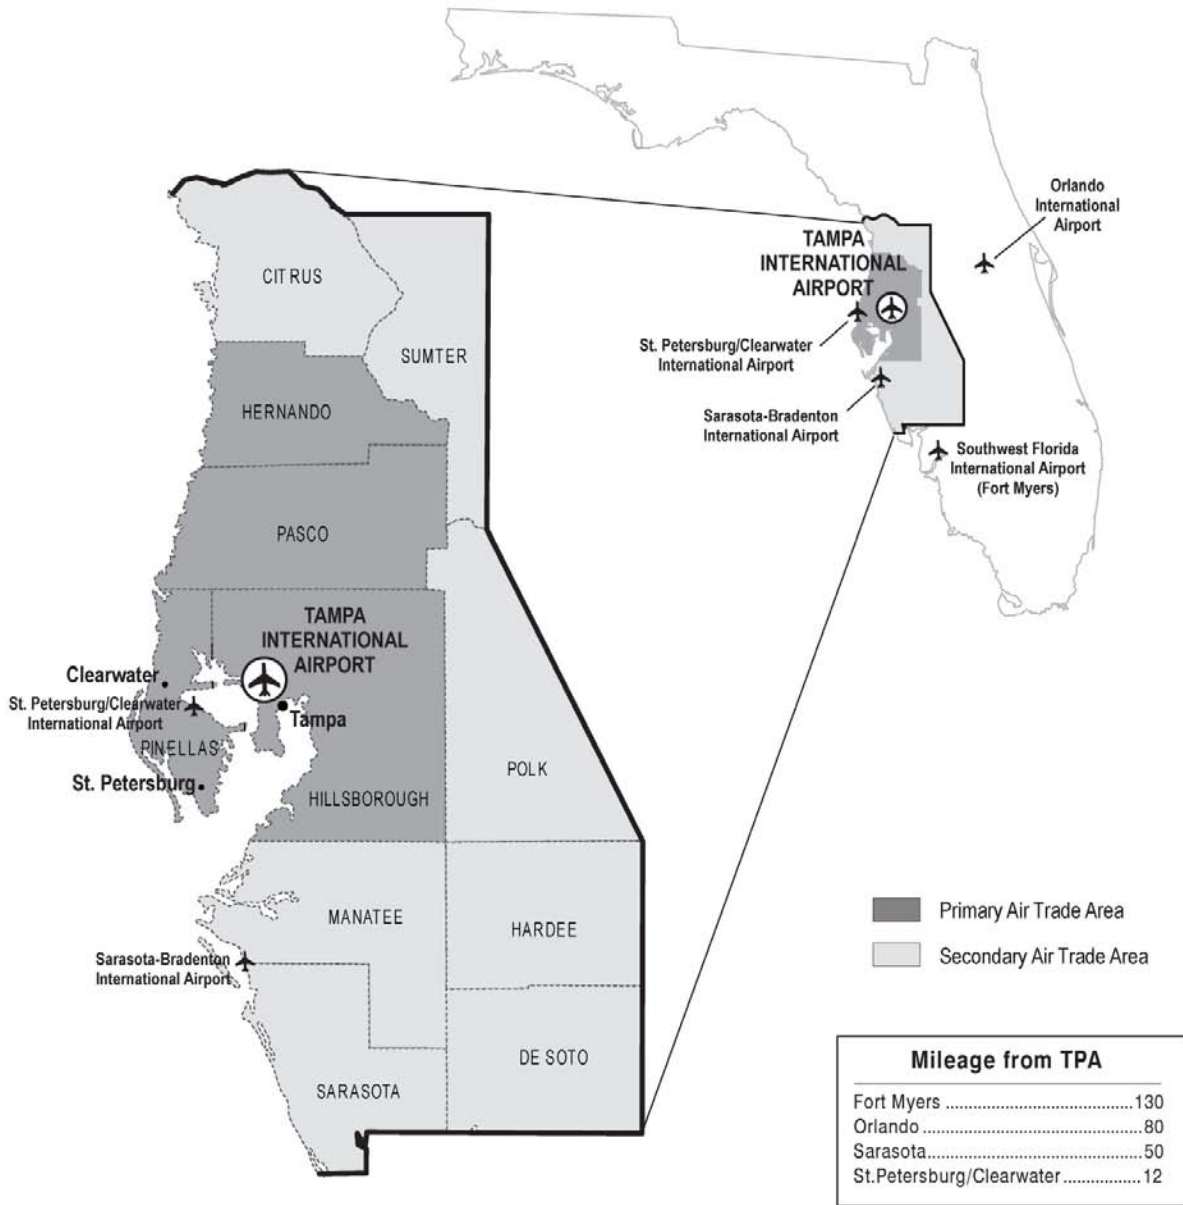 Orlando
International
Airport
TAMPA
INTERNATIONAL
AIRPORT
St. Petersburg/Clearwater
International Airport
Sarasota-Bradenton
International Airport
Southwest Florida
International Airport
(Fort Myers)
CITRUS
SUMTER
HERNANDO
PASCO
TAMPA
INTERNATIONAL
AIRPORT
Clearwater
St. Petersburg/Clearwater
International Airport
Tampa
PINELLAS
St. Petersburg
HILLSBOROUGH
POLK
MANATEE
HARDEE
Sarasota-Bradenton
International Airport
DE SOTO
SARASOTA
Primary Air Trade Area
Secondary Air Trade Area
Mileage from TPA
Fort Myers ......................................130
Orlando ............................................80
Sarasota...........................................50
St.Petersburg/Clearwater ................12